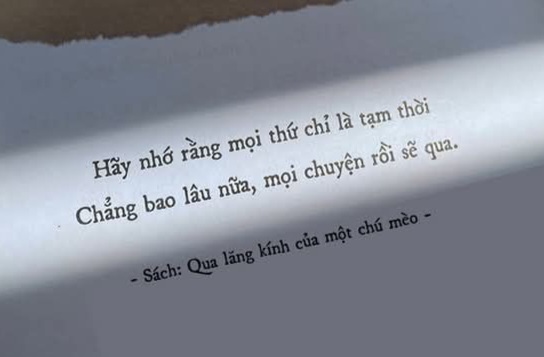 Hãy nhớ rằng mọi thứ chỉ là tạm thời
Chẳng bao lâu nữa, mọi chuyện rồi sẽ qua.
- Sách: Qua lăng kính của một chú mèo -